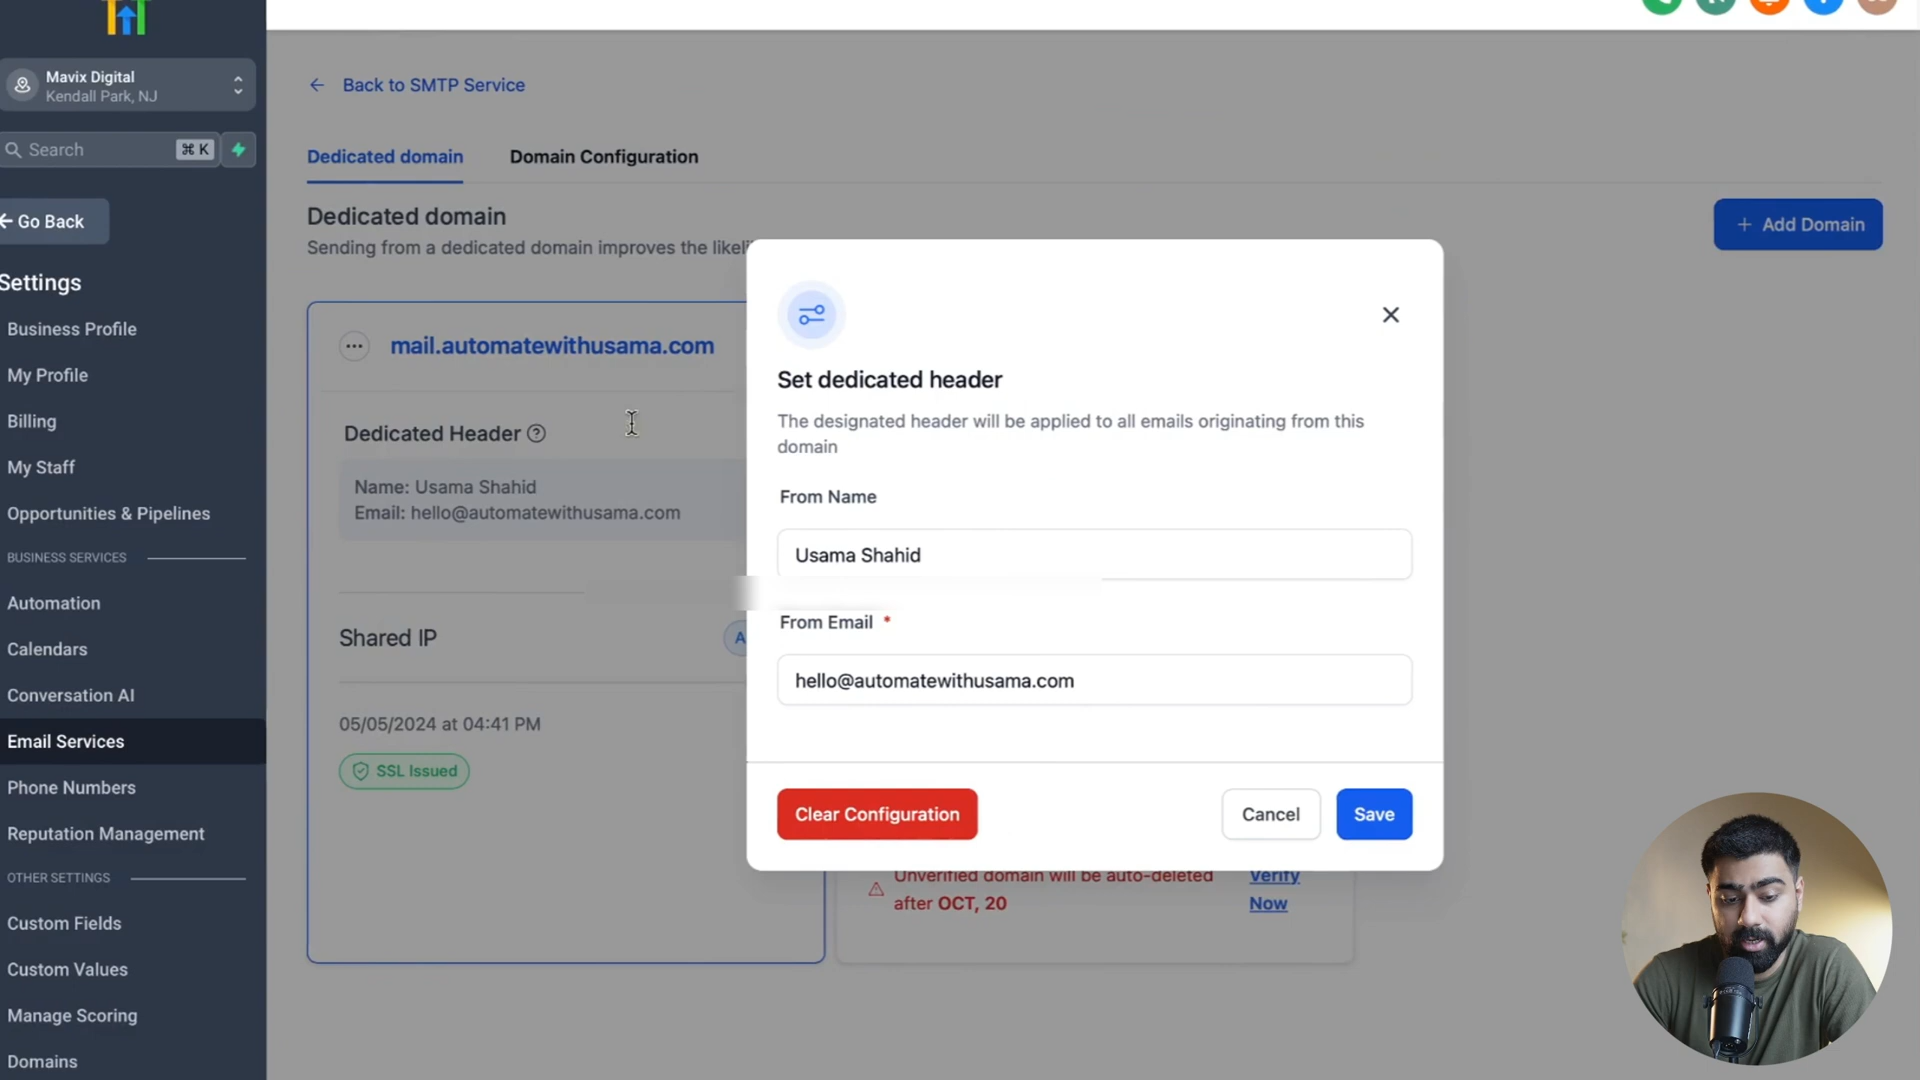 Mavix Digital
Kendall Park, NJ
Search
⌘ K
Go Back
Settings
Business Profile
My Profile
Billing
My Staff
Opportunities & Pipelines
BUSINESS SERVICES
Automation
Calendars
Conversation AI
Email Services
Phone Numbers
Reputation Management
OTHER SETTINGS
Custom Fields
Custom Values
Manage Scoring
Domains
Back to SMTP Service
Dedicated domain
Domain Configuration
Dedicated domain
Sending from a dedicated domain improves the
+ Add Domain
mail.automatewithusama.com
Dedicated Header
Name: Usama Shahid
Email: hello@automatewithusama.com
Shared IP
A
05/05/2024 at 04:41 PM
SSL Issued
Set dedicated header
The designated header will be applied to all emails originating from this
domain
From Name
Usama Shahid
From Email *
hello@automatewithusama.com
Clear Configuration
Cancel
Save
Unverified domain will be auto-deleted
after OCT, 20
Verify
Now